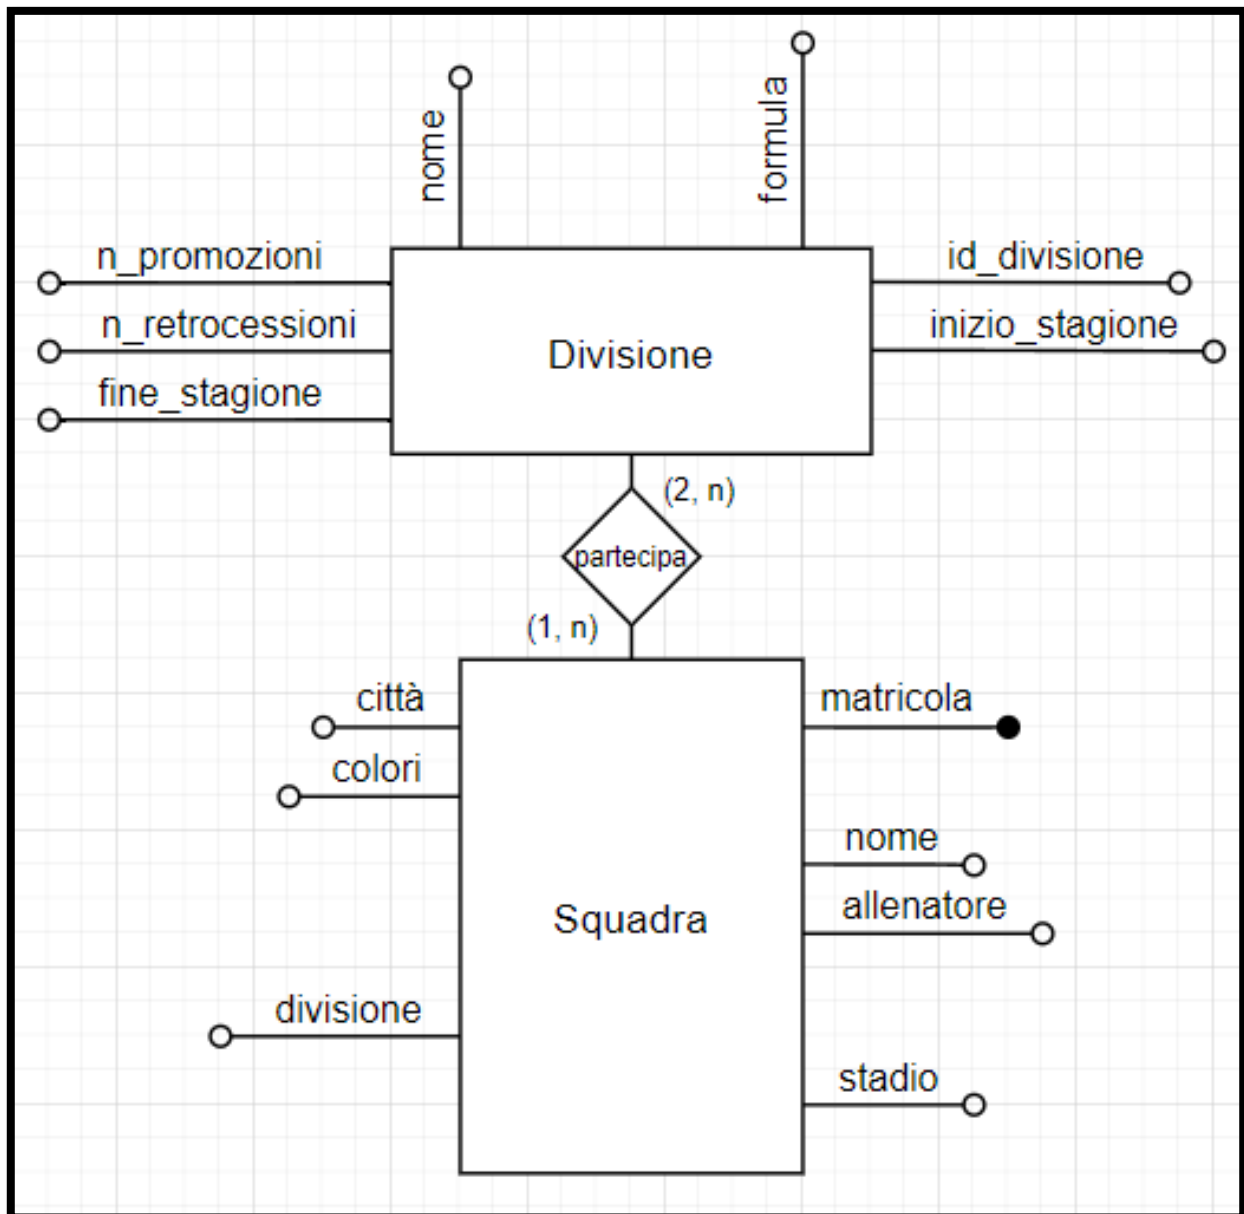 nome
formula
n_promozioni
id_divisione
n_retrocessioni
inizio_stagione
Divisione
fine_stagione
(2, n)
partecipa
(1, n)
città
matricola
colori
nome
allenatore
Squadra
divisione
stadio